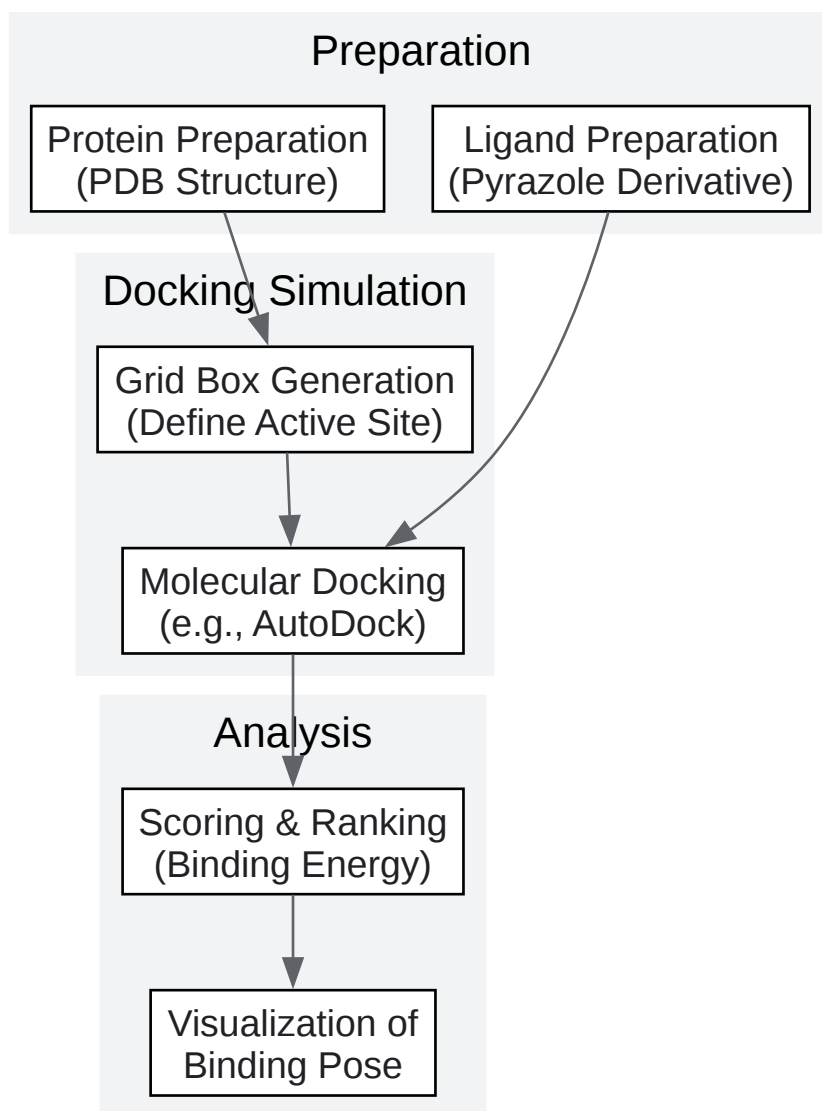 Preparation
Protein Preparation
(PDB Structure)
Ligand Preparation
(Pyrazole Derivative)
Docking Simulation
Grid Box Generation
(Define Active Site)
Molecular Docking
(e.g., AutoDock)
Analysis
Scoring & Ranking
(Binding Energy)
Visualization of
Binding Pose